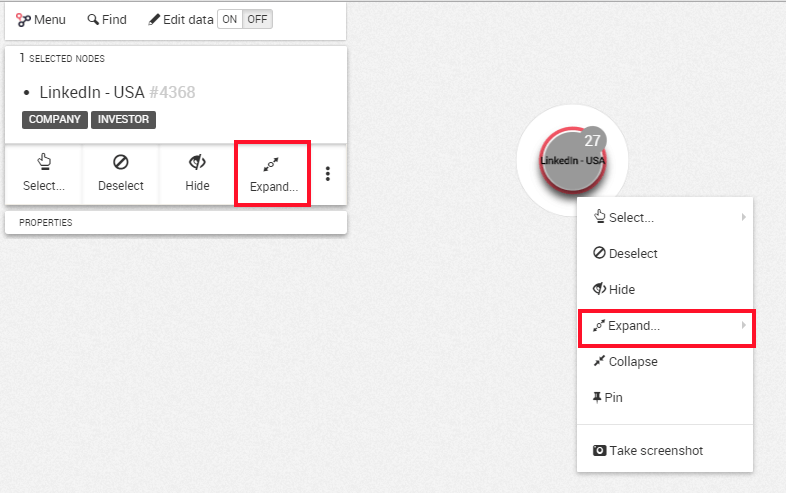 Menu Find Edit data ON OFF
1 SELECTED NODES
LinkedIn - USA #4368
COMPANY INVESTOR
Select... Deselect Hide Expand...
PROPERTIES
27
LinkedIn - USA
Select...
Deselect
Hide
Expand...
Collapse
Pin
Take screenshot